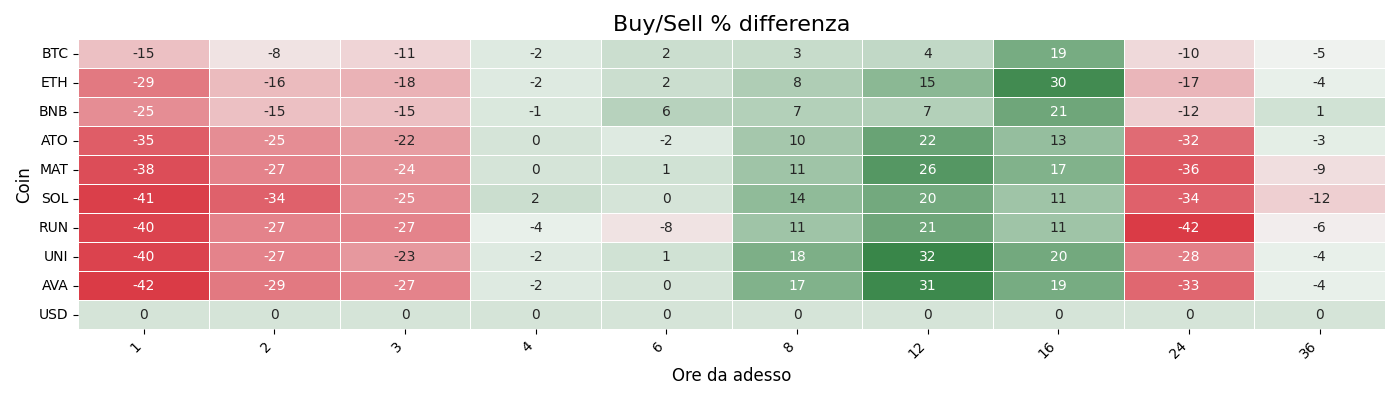 Buy/Sell % differenza
Coin
BTC -15 -8 -11 -2 2 3 4 19 -10 -5
ETH -29 -16 -18 -2 2 8 15 30 -17 -4
BNB -25 -15 -15 -1 6 7 7 21 -12 1
ATO -35 -25 -22 0 -2 10 22 13 -32 -3
MAT -38 -27 -24 0 1 11 26 17 -36 -9
SOL -41 -34 -25 2 0 14 20 11 -34 -12
RUN -40 -27 -27 -4 -8 11 21 11 -42 -6
UNI -40 -27 -23 -2 1 18 32 20 -28 -4
AVA -42 -29 -27 -2 0 17 31 19 -33 -4
USD 0 0 0 0 0 0 0 0 0 0
1 2 3 4 6 8 12 16 24 36
Ore da adesso